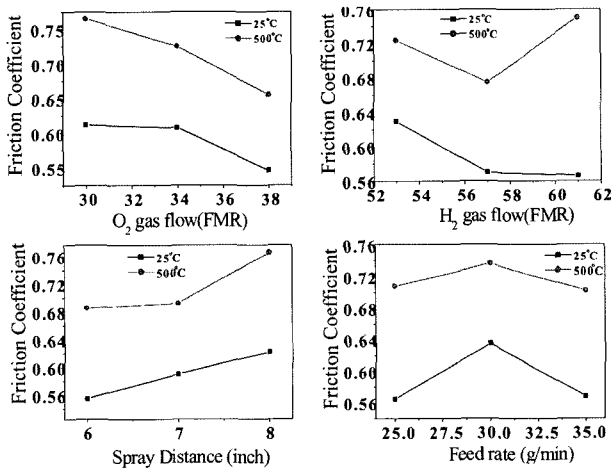 Friction Coefficient
0.75
0.70
0.65
0.60
0.55
25°C
500°C
30 32 34 36 38
O2 gas flow(FMR)
Friction Coefficient
0.76
0.72
0.68
0.64
0.60
0.56
25°C
500°C
52 54 56 58 60 62
H2 gas flow(FMR)
Friction Coefficient
0.76
0.72
0.68
0.64
0.60
0.56
25°C
500°C
6 7 8
Spray Distance (inch)
Friction Coefficient
0.76
0.72
0.68
0.64
0.60
0.56
25°C
500°C
25.0 27.5 30.0 32.5 35.0
Feed rate (g/min)